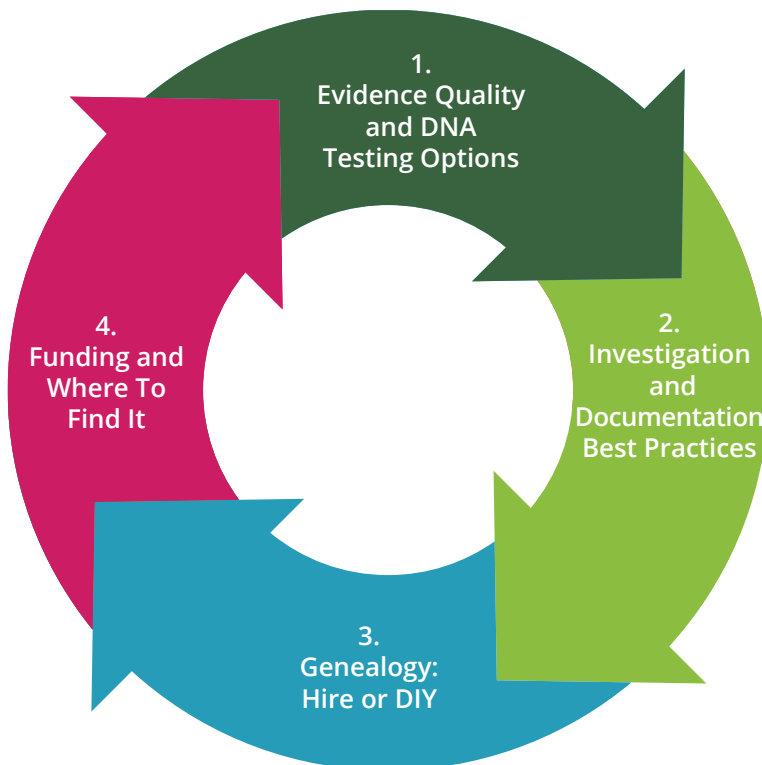 1.
Evidence Quality
and DNA
Testing Options
2.
Investigation
and
Documentation
Best Practices
3.
Genealogy:
Hire or DIY
4.
Funding and
Where To
Find It